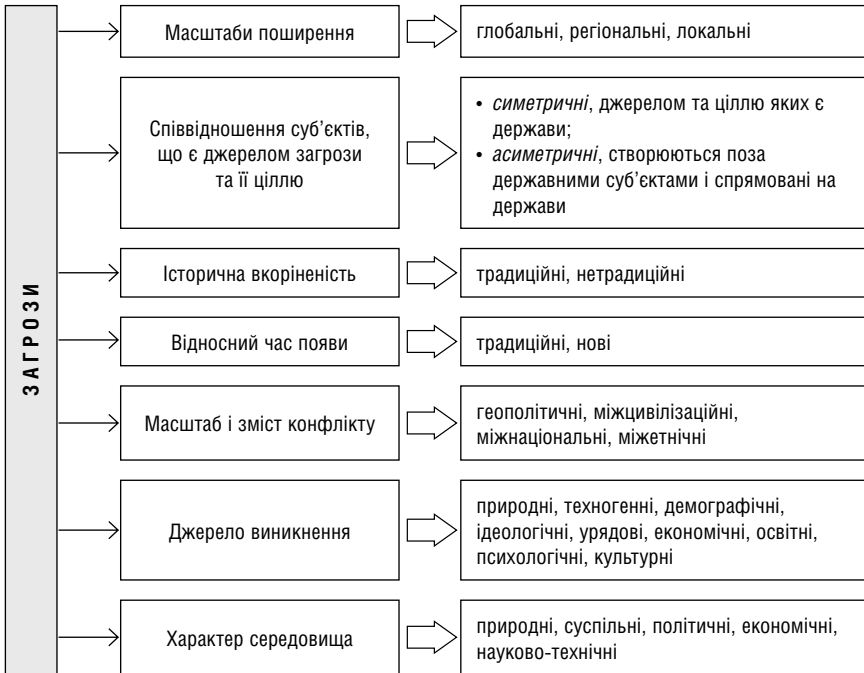 ЗАГРОЗИ
Масштаби поширення
глобальні, регіональні, локальні
Співвідношення суб’єктів,
що є джерелом загрози
та її ціллю
• симетричні, джерелом та ціллю яких є
держави;
• асиметричні, створюються поза
державними суб’єктами і спрямовані на
держави
Історична вкоріненість
традиційні, нетрадиційні
Відносний час появи
традиційні, нові
Масштаб і зміст конфлікту
геополітичні, міжцивілізаційні,
міжнаціональні, міжетнічні
Джерело виникнення
природні, техногенні, демографічні,
ідеологічні, урядові, економічні, освітні,
психологічні, культурні
Характер середовища
природні, суспільні, політичні, економічні,
науково-технічні